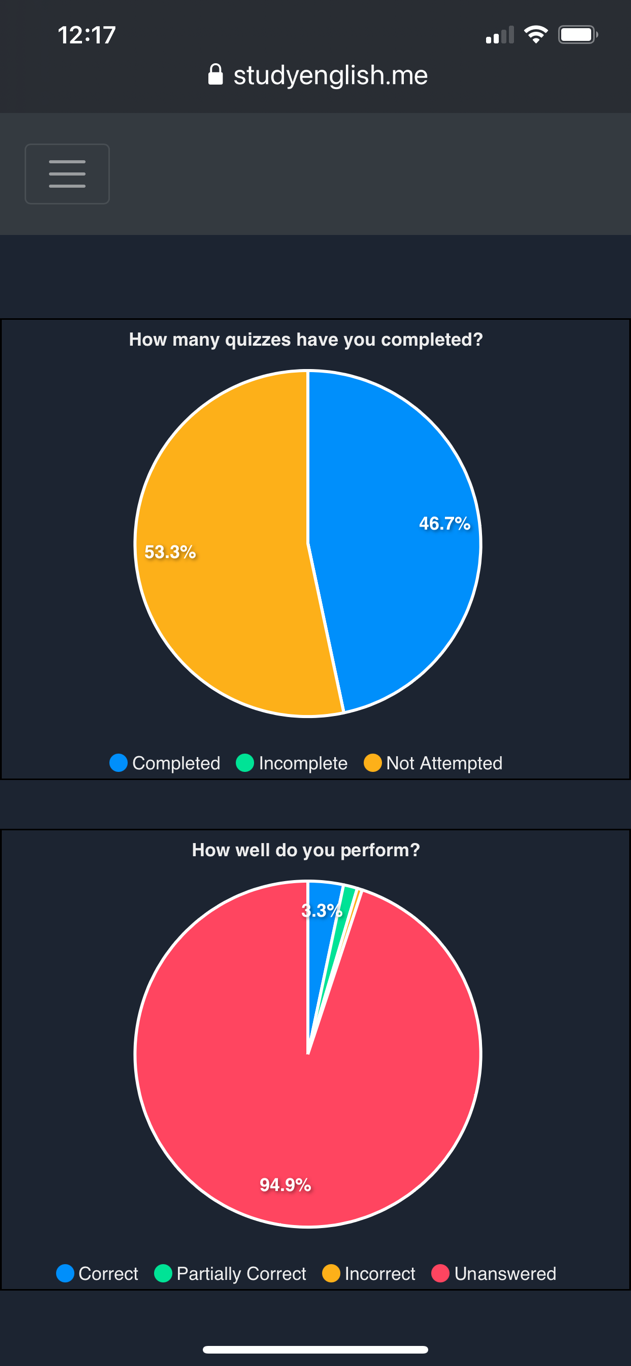 12:17
studyenglish.me
How many quizzes have you completed?
46.7%
53.3%
Completed Incomplete Not Attempted
How well do you perform?
3.3%
94.9%
Correct Partially Correct Incorrect Unanswered